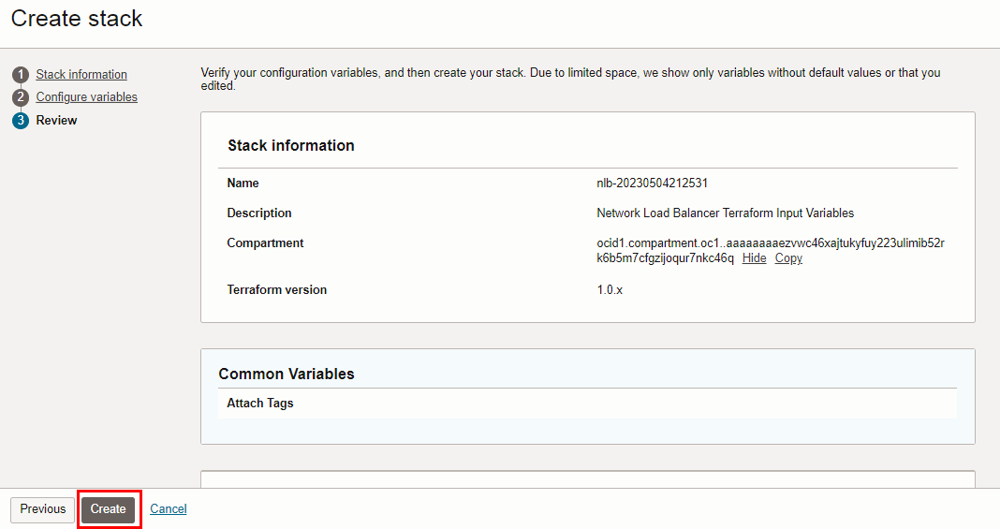 Create stack
1 Stack information
2 Configure variables
3 Review
Verify your configuration variables, and then create your stack. Due to limited space, we show only variables without default values or that you
edited.
Stack information
Name nlb-20230504212531
Description Network Load Balancer Terraform Input Variables
Compartment ocid1.compartment.oc1..aaaaaaaaezvwc46xajtukyfuy223ulimib52r
k6b5m7cfgzijoqur7nkc46q Hide Copy
Terraform version 1.0.x
Common Variables
Attach Tags
Previous Create Cancel